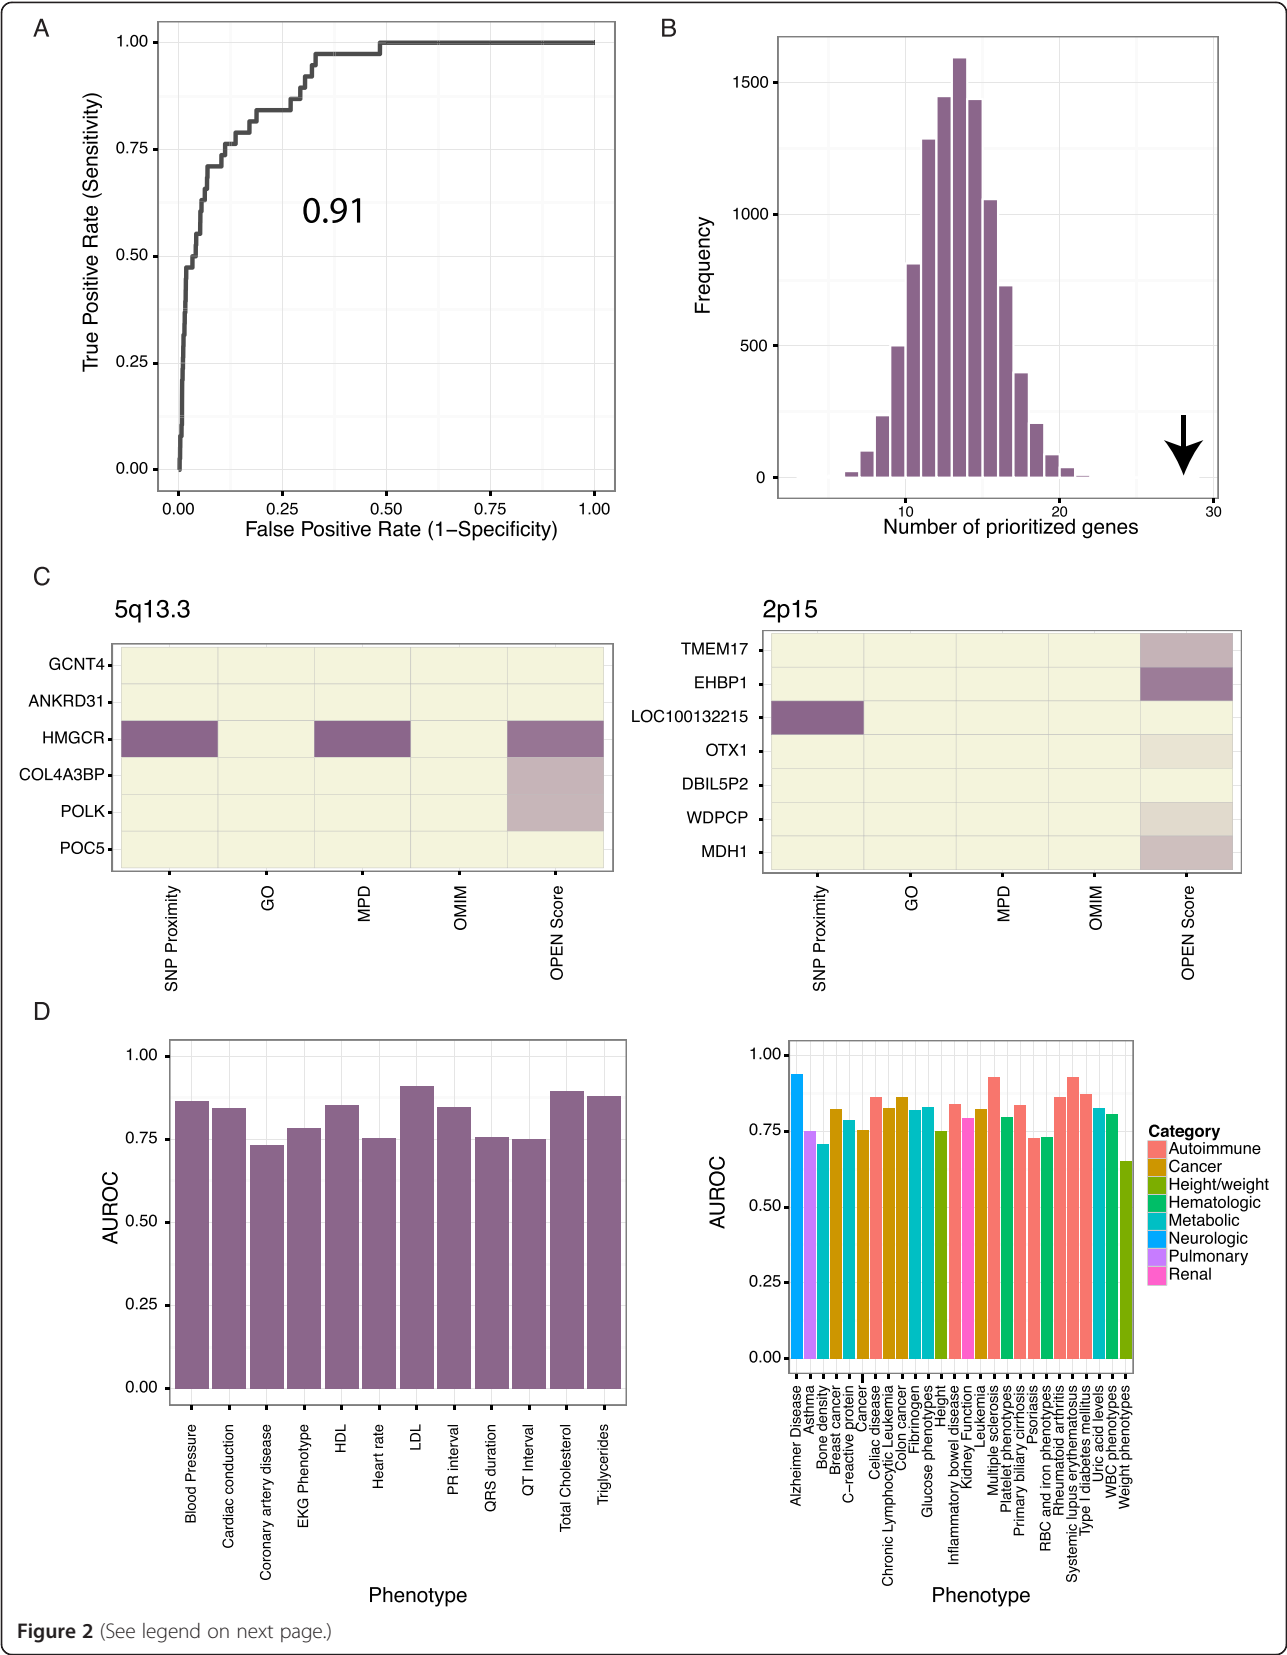 A
1.00
0.75
0.50
0.25
0.00
True Positive Rate (Sensitivity)
0.91
0.00 0.25 0.50 0.75 1.00
False Positive Rate (1−Specificity)
B
1500
1000
500
0
Frequency
10 20 30
Number of prioritized genes
C
5q13.3
GCNT4
ANKRD31
HMGCR
COL4A3BP
POLK
POC5
SNP Proximity
GO
MPD
OMIM
OPEN Score
2p15
TMEM17
EHBP1
LOC100132215
OTX1
DBIL5P2
WDPCP
MDH1
SNP Proximity
GO
MPD
OMIM
OPEN Score
D
1.00
0.75
0.50
0.25
0.00
AUROC
Blood Pressure
Cardiac conduction
Coronary artery disease
EKG Phenotype
HDL
Heart rate
LDL
PR interval
QRS duration
QT Interval
Total Cholesterol
Triglycerides
Phenotype
1.00
0.75
0.50
0.25
0.00
AUROC
Alzheimer Disease
Asthma
Bone density
Breast cancer
C−reactive protein
Cancer
Celiac disease
Chronic Lymphocytic Leukemia
Colon cancer
Fibrinogen
Glucose phenotypes
Height
Inflammatory bowel disease
Kidney Function
Leukemia
Multiple sclerosis
Platelet phenotypes
Primary biliary cirrhosis
Psoriasis
RBC and iron phenotypes
Rheumatoid arthritis
Systemic lupus erythematosus
Type I diabetes mellitus
Uric acid levels
WBC phenotypes
Weight phenotypes
Phenotype
Category
Autoimmune
Cancer
Height/weight
Hematologic
Metabolic
Neurologic
Pulmonary
Renal
Figure 2 (See legend on next page.)